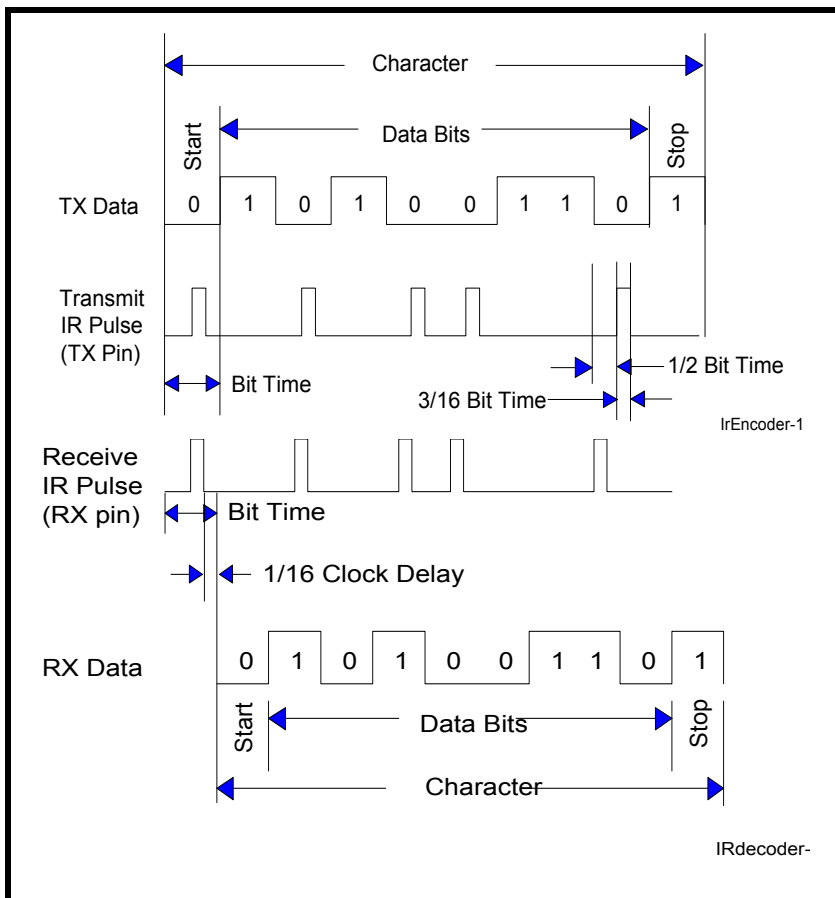 Character
Start
Data Bits
Stop
TX Data
0 1 0 1 0 0 1 1 0 1
Transmit
IR Pulse
(TX Pin)
Bit Time
1/2 Bit Time
3/16 Bit Time
IrEncoder-1
Receive
IR Pulse
(RX pin)
Bit Time
1/16 Clock Delay
RX Data
0 1 0 1 0 0 1 1 0 1
Start
Data Bits
Stop
Character
IRdecoder-